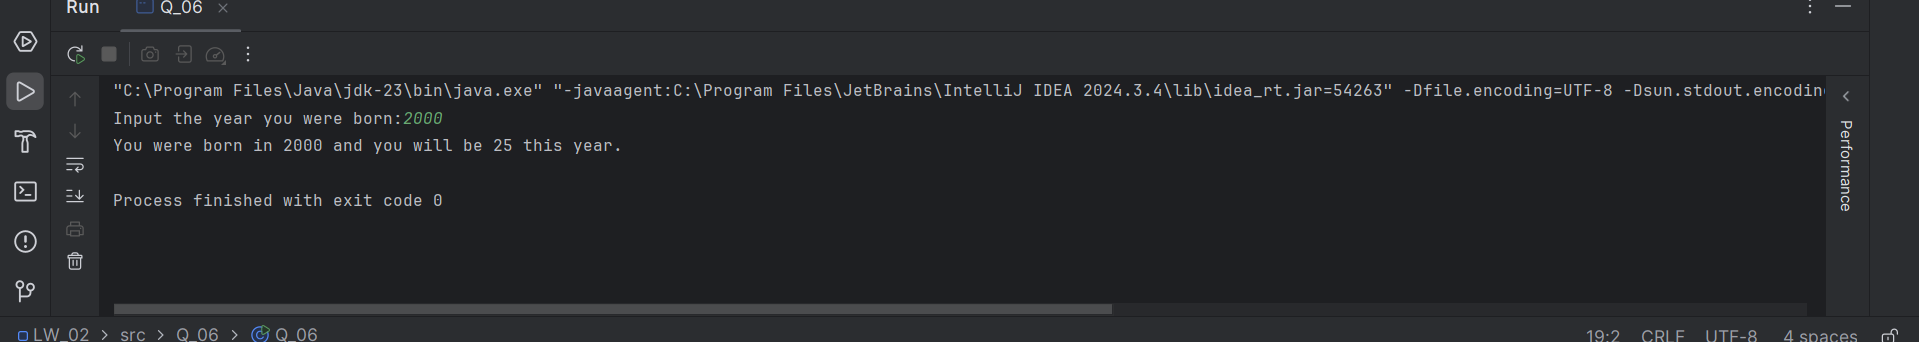 Run Q_06
"C:\Program Files\Java\jdk-23\bin\java.exe" "-javaagent:C:\Program Files\JetBrains\IntelliJ IDEA 2024.3.4\lib\idea_rt.jar=54263" -Dfile.encoding=UTF-8 -Dsun.stdout.encoding
Input the year you were born:2000
You were born in 2000 and you will be 25 this year.
Process finished with exit code 0
Performance
LW_02 > src > Q_06 > Q_06 19:2 CRLF UTF-8 4 spaces